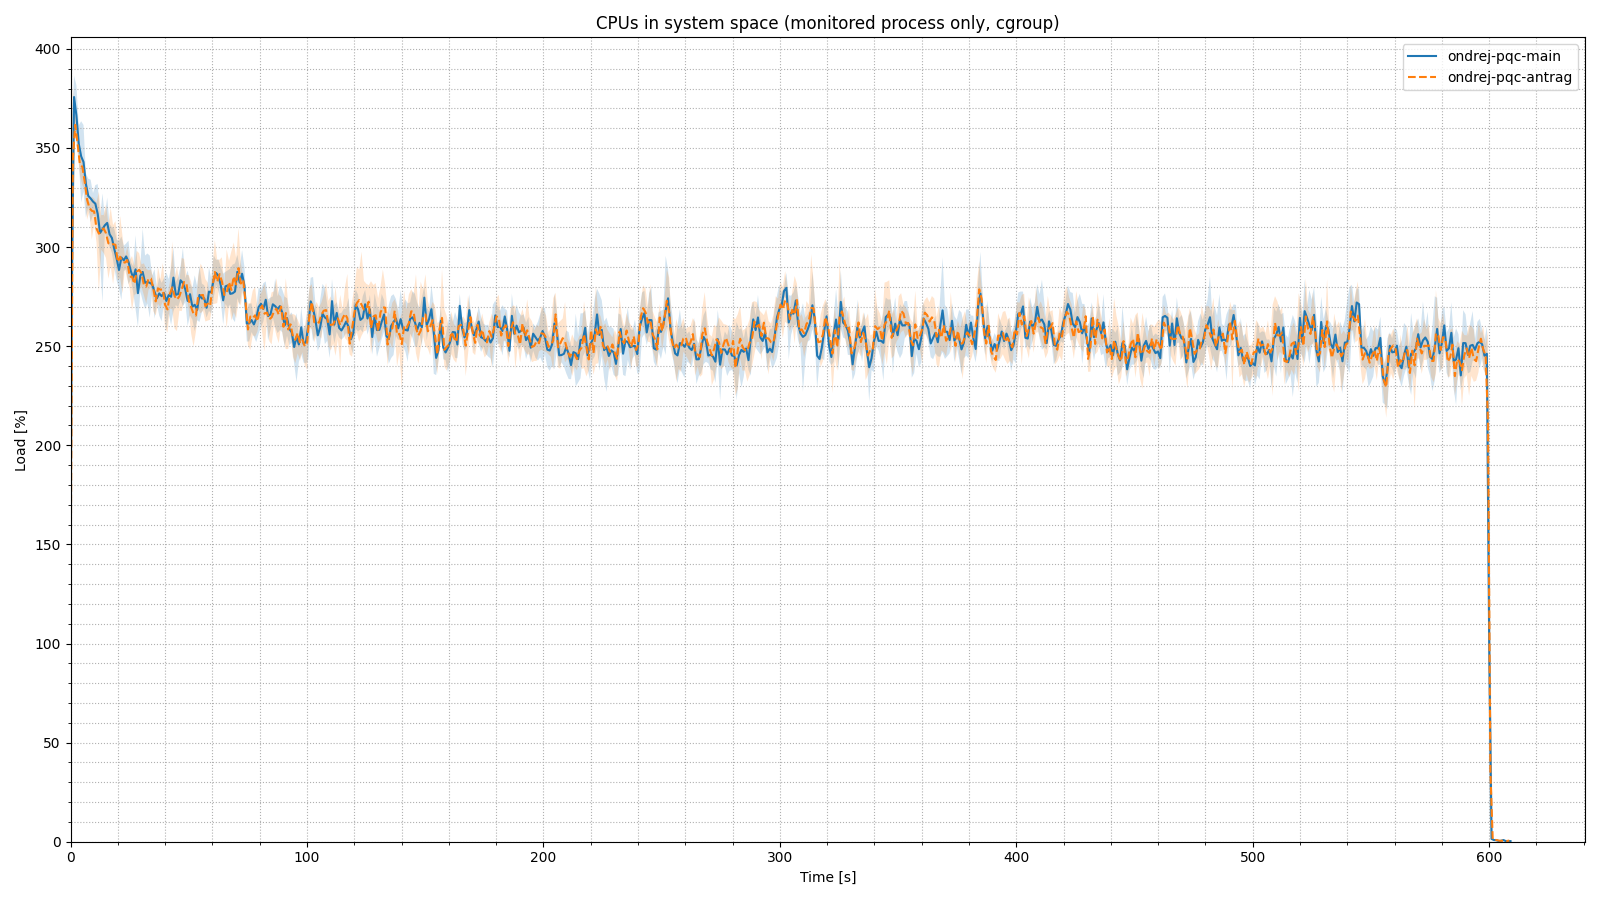 CPUs in system space (monitored process only, cgroup)
ondrej-pqc-main
ondrej-pqc-antrag
400
350
300
250
200
150
100
50
0
Load [%]
0 100 200 300 400 500 600
Time [s]